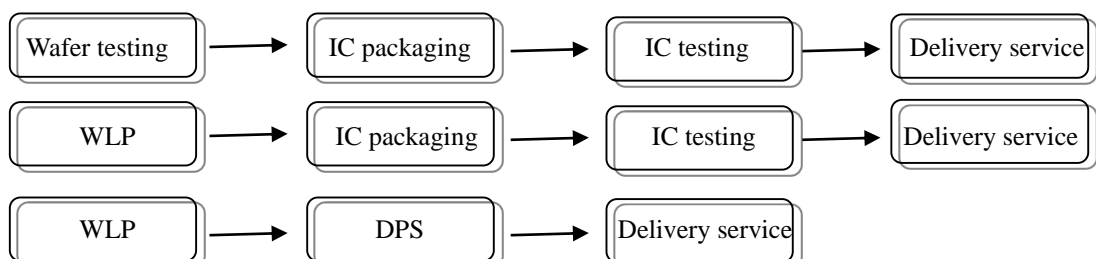 Wafer testing IC packaging IC testing Delivery service
WLP IC packaging IC testing Delivery service
WLP DPS Delivery service